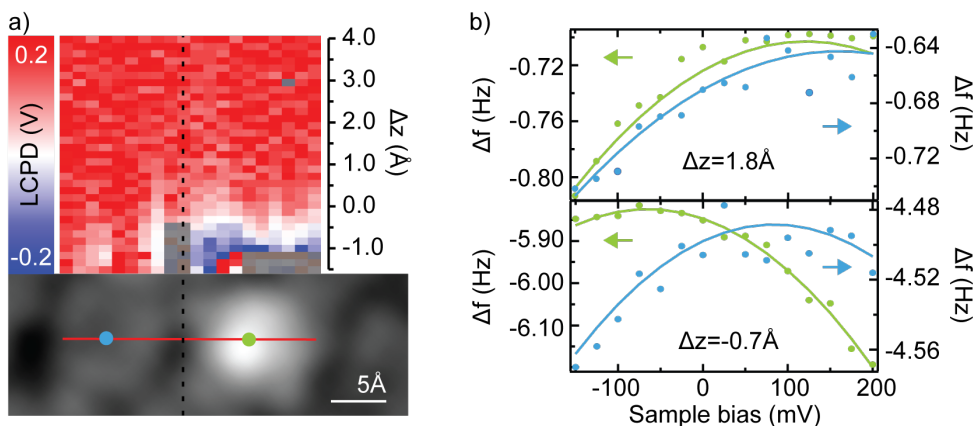 a)
0.2
LCPD (V)
-0.2
4.0
3.0
2.0
1.0
0.0
-1.0
Δz (Å)
5Å
b)
-0.72
-0.76
-0.80
Δf (Hz)
Δz=1.8Å
-0.64
-0.68
-0.72
Δf (Hz)
-5.90
-6.00
-6.10
Δf (Hz)
Δz=-0.7Å
-4.48
-4.52
-4.56
Δf (Hz)
-100 0 100 200
Sample bias (mV)